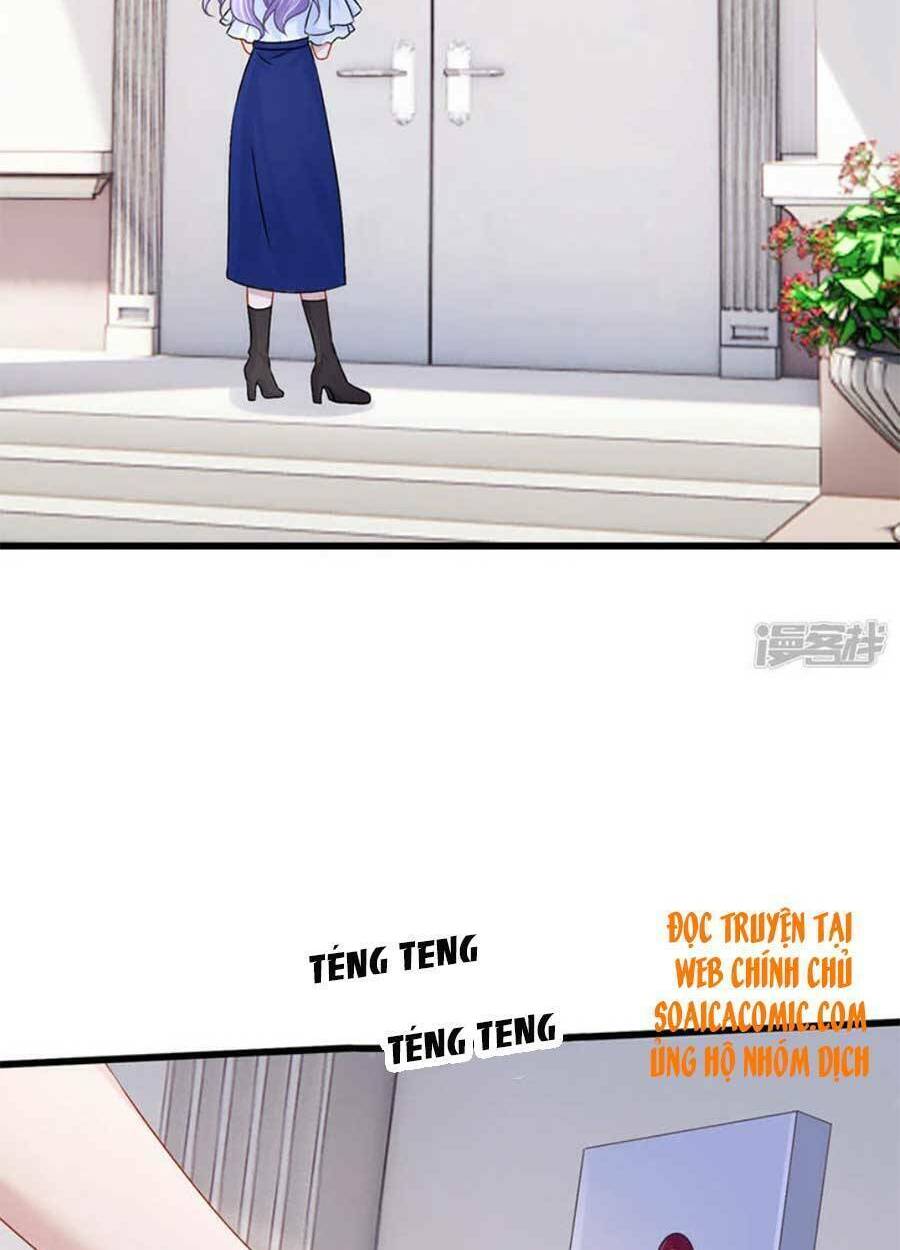 漫客栈
TÉNG TENG
TÉNG TENG
ĐỌC TRUYỆN TẠI
WEB CHÍNH CHỦ
SOAICACOMIC.COM
ỦNG HỘ NHÓM DỊCH